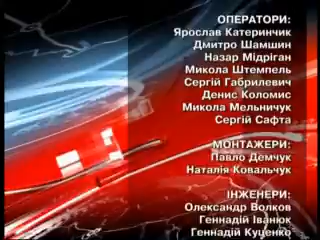 ОПЕРАТОРИ:
Ярослав Катеринчик
Дмитро Шамшин
Назар Мідріган
Микола Штемпель
Сергій Габрилевич
Денис Коломис
Микола Мельничук
Сергій Сафта
МОНТАЖЕРИ:
Павло Демчук
Наталія Ковальчук
ІНЖЕНЕРИ:
Олександр Волков
Геннадій Іванюк
Геннадій Куценко